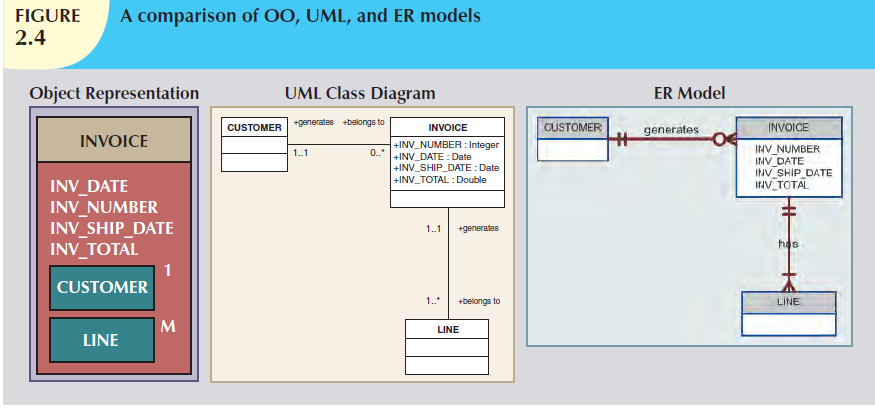 FIGURE 2.4
A comparison of OO, UML, and ER models
Object Representation
INVOICE
INV_DATE
INV_NUMBER
INV_SHIP_DATE
INV_TOTAL
CUSTOMER
1
LINE
M
UML Class Diagram
CUSTOMER
+generates
+belongs to
1..1
0..*
INVOICE
+INV_NUMBER : Integer
+INV_DATE : Date
+INV_SHIP_DATE : Date
+INV_TOTAL : Double
1..1
+generates
1..*
+belongs to
LINE
ER Model
CUSTOMER
generates
INVOICE
INV_NUMBER
INV_DATE
INV_SHIP_DATE
INV_TOTAL
has
LINE